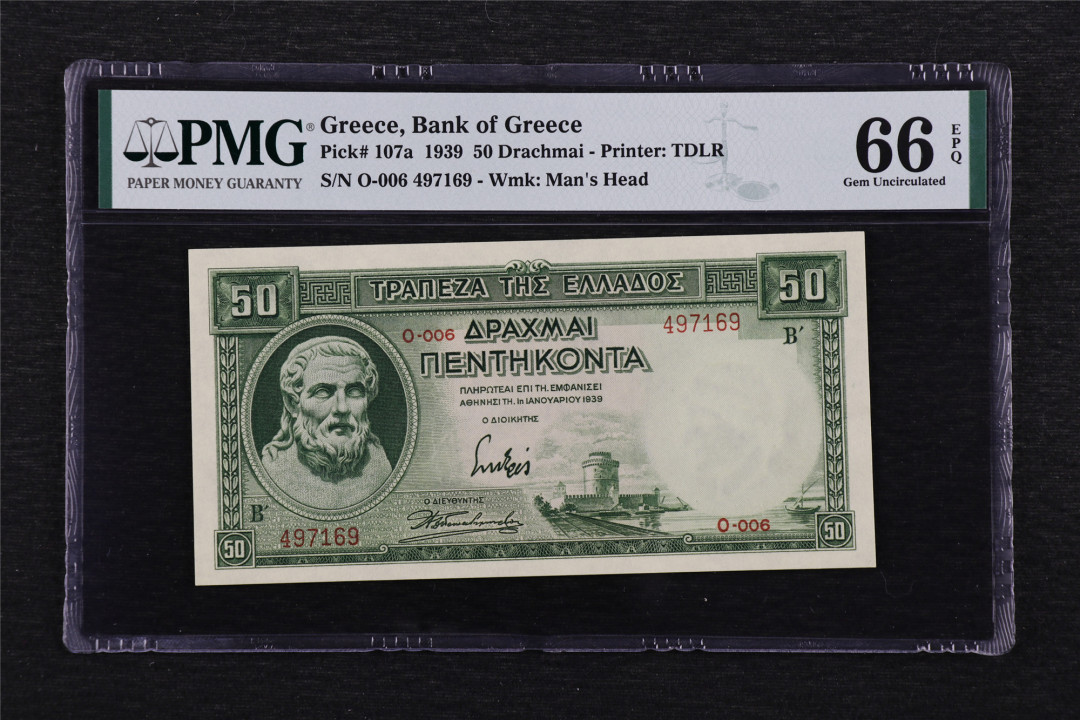 PMG®
PAPER MONEY GUARANTY
Greece, Bank of Greece
Pick# 107a 1939 50 Drachmai - Printer: TDLR
S/N O-006 497169 - Wmk: Man's Head
66 EPQ
Gem Uncirculated
50 ΤΡΑΠΕΖΑ ΤΗΣ ΕΛΛΑΔΟΣ 50
O-006 ΔΡΑΧΜΑΙ 497169
Β΄
ΠΕΝΤΗΚΟΝΤΑ
ΠΛΗΡΩΤΕΑΙ ΕΠΙ ΤΗ, ΕΜΦΑΝΙΣΕΙ
ΑΘΗΝΗΣΙ ΤΗ, 1η ΙΑΝΟΥΑΡΙΟΥ 1939
Ο ΔΙΟΙΚΗΤΗΣ
Ο ΔΙΕΥΘΥΝΤΗΣ
Β΄
497169
O-006
50
50